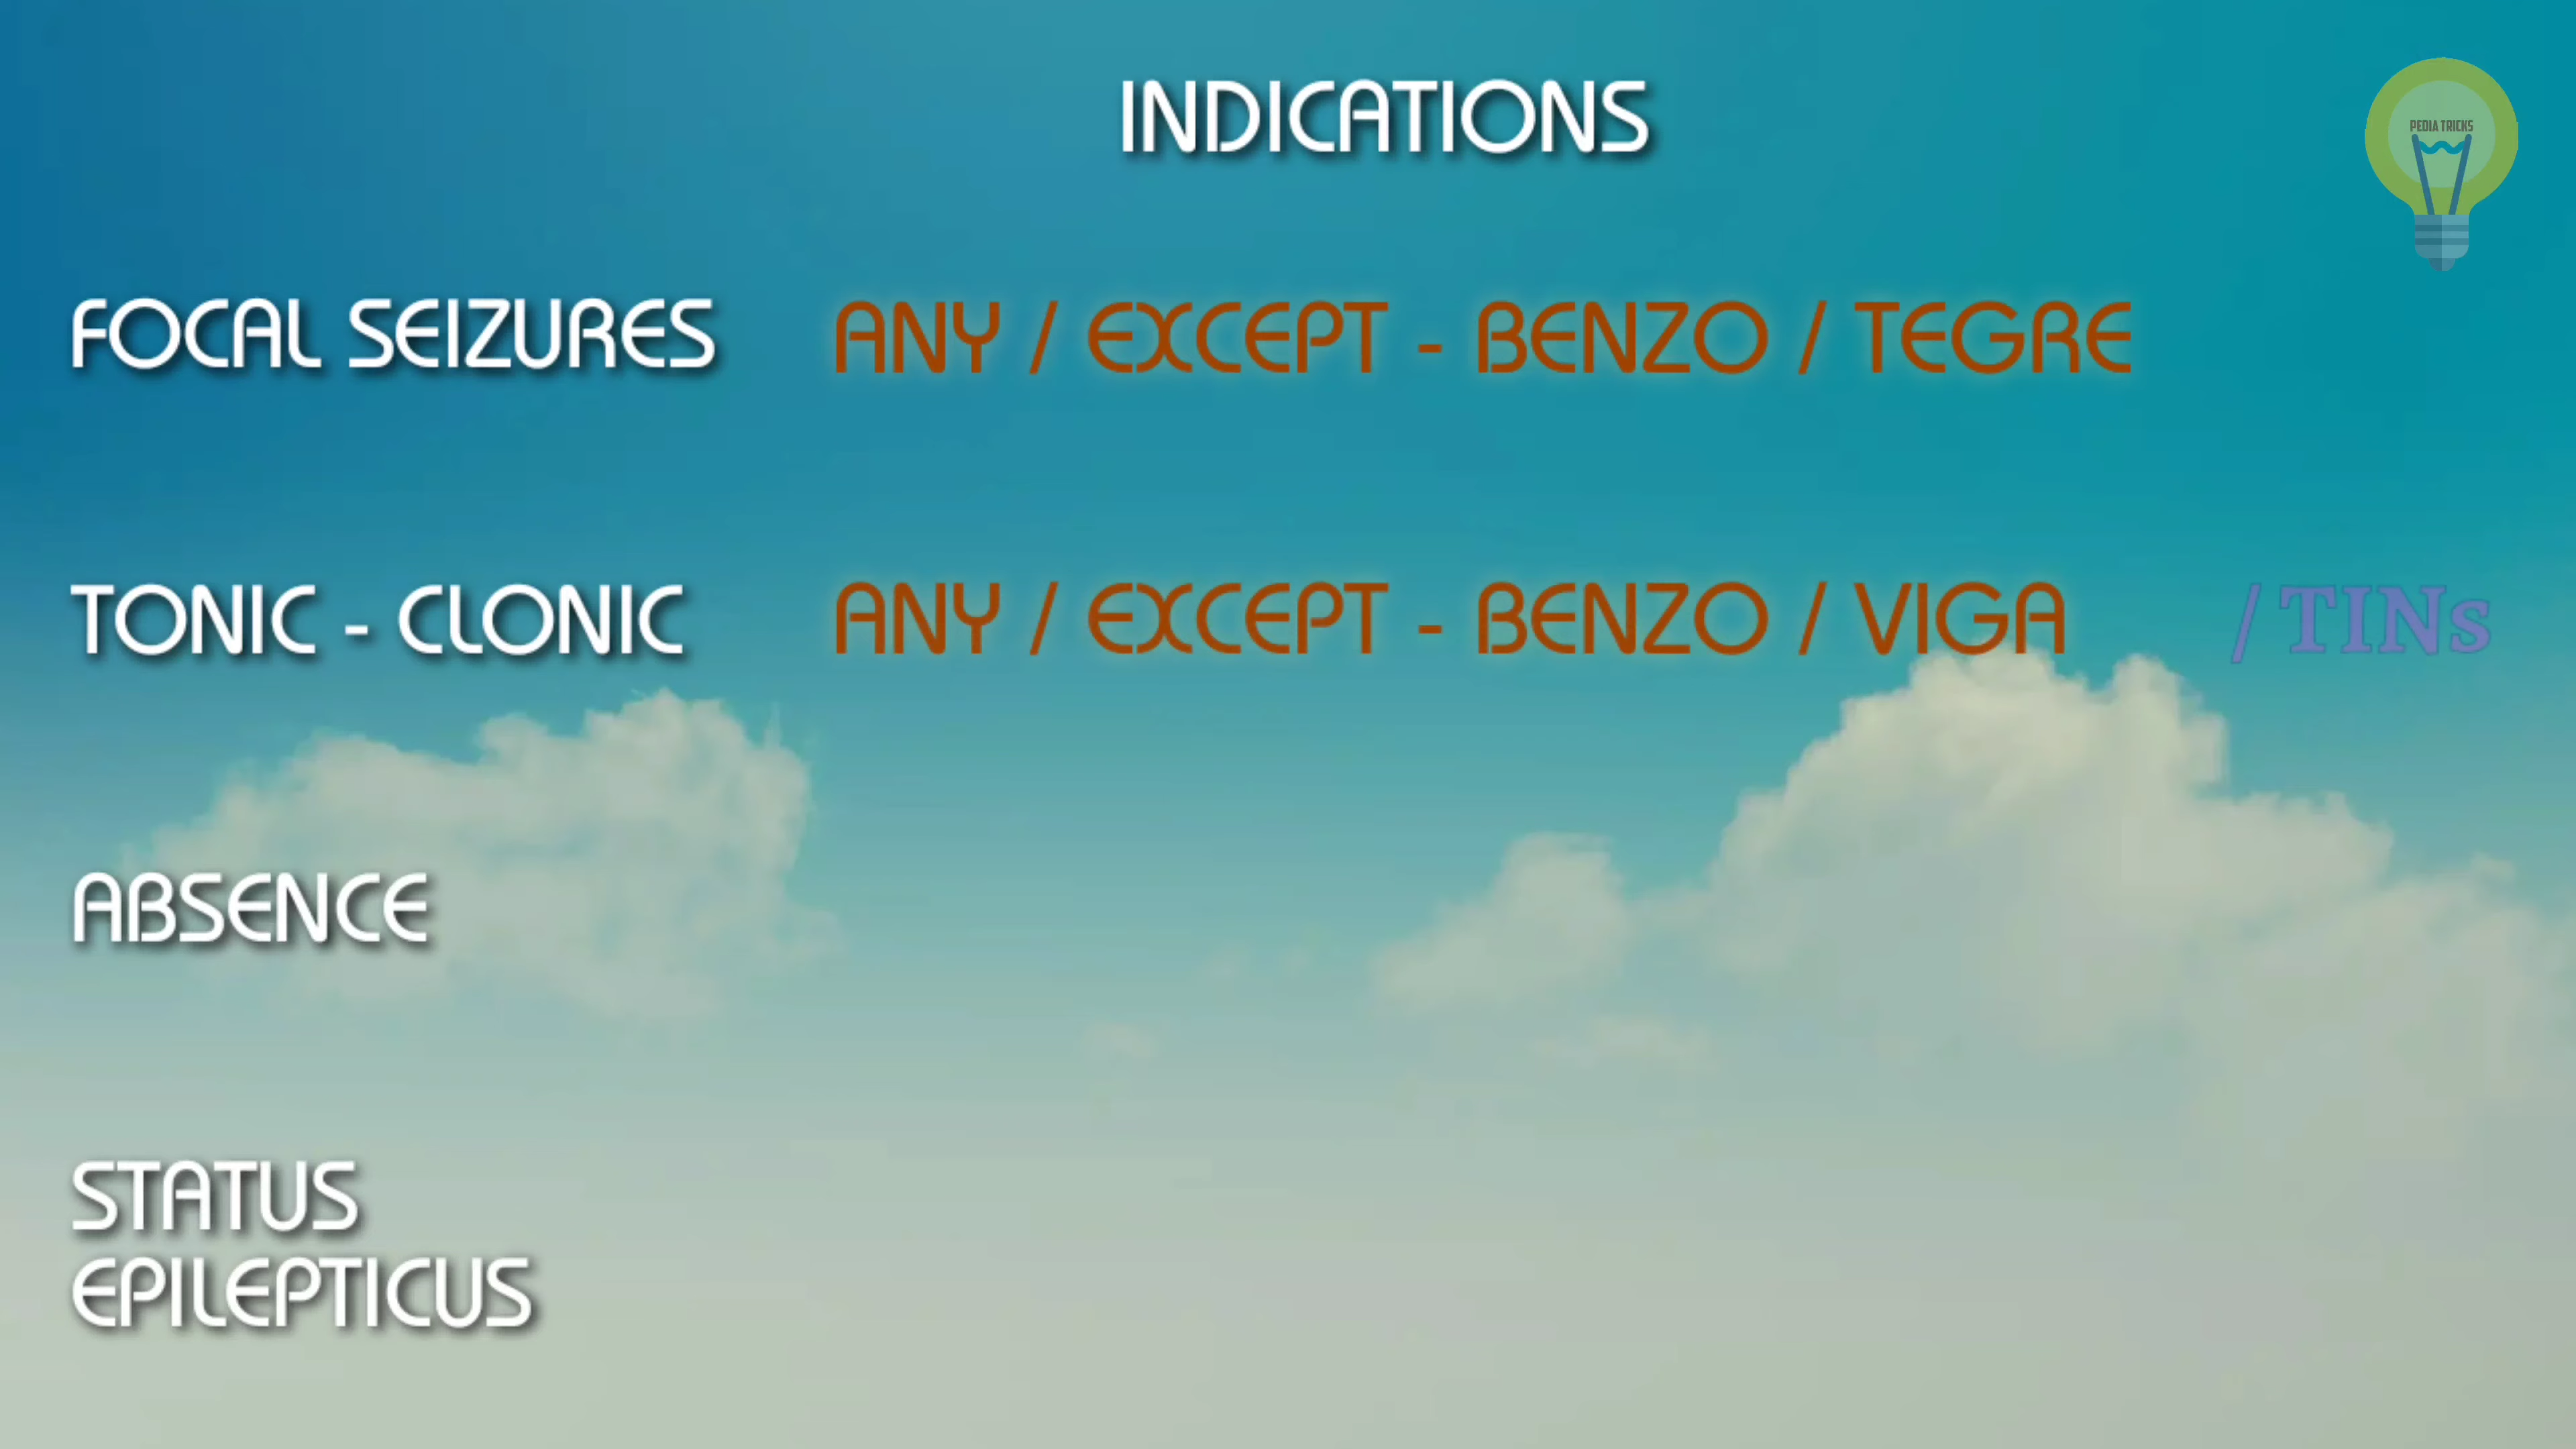 INDICATIONS
PEDIA TRICKS
FOCAL SEIZURES ANY / EXCEPT - BENZO / TEGRE
TONIC - CLONIC ANY / EXCEPT - BENZO / VIGA / TINs
ABSENCE
STATUS
EPILEPTICUS